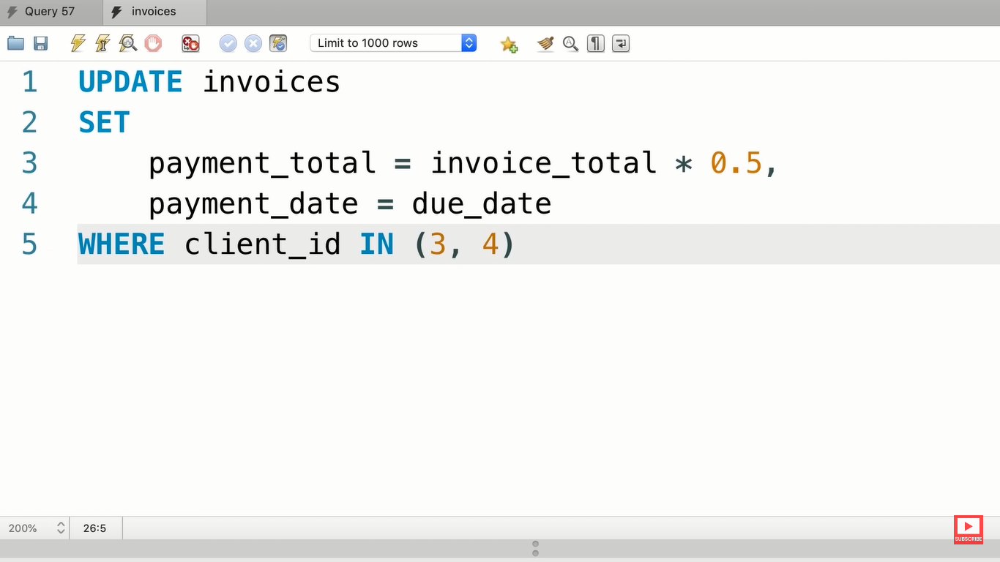 Query 57
invoices
Limit to 1000 rows
1 UPDATE invoices
2 SET
3 payment_total = invoice_total * 0.5,
4 payment_date = due_date
5 WHERE client_id IN (3, 4)
200%
26:5
SUBSCRIBE